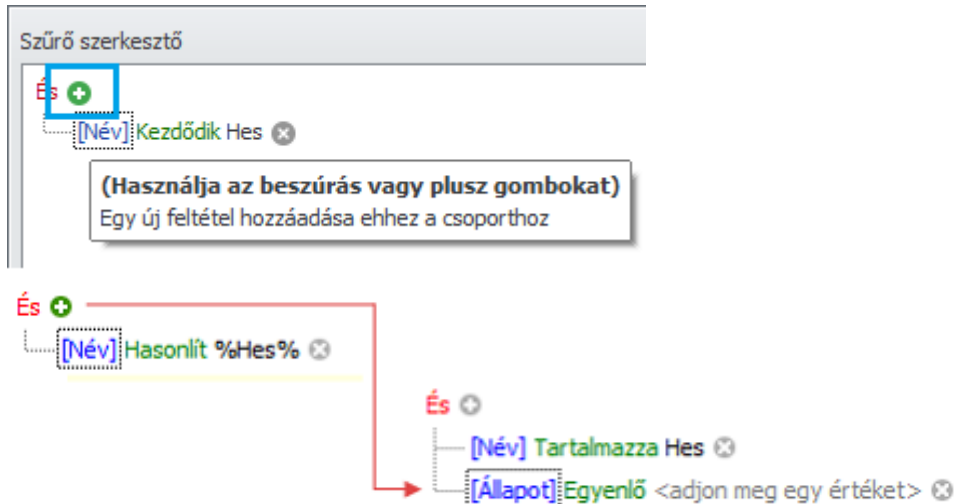 Szűrő szerkesztő
És
[Név] Kezdődik Hes
(Használja az beszúrás vagy plusz gombokat)
Egy új feltétel hozzáadása ehhez a csoporthoz
És
[Név] Hasonlít %Hes%
És
[Név] Tartalmazza Hes
[Állapot] Egyenlő <adjon meg egy értéket>